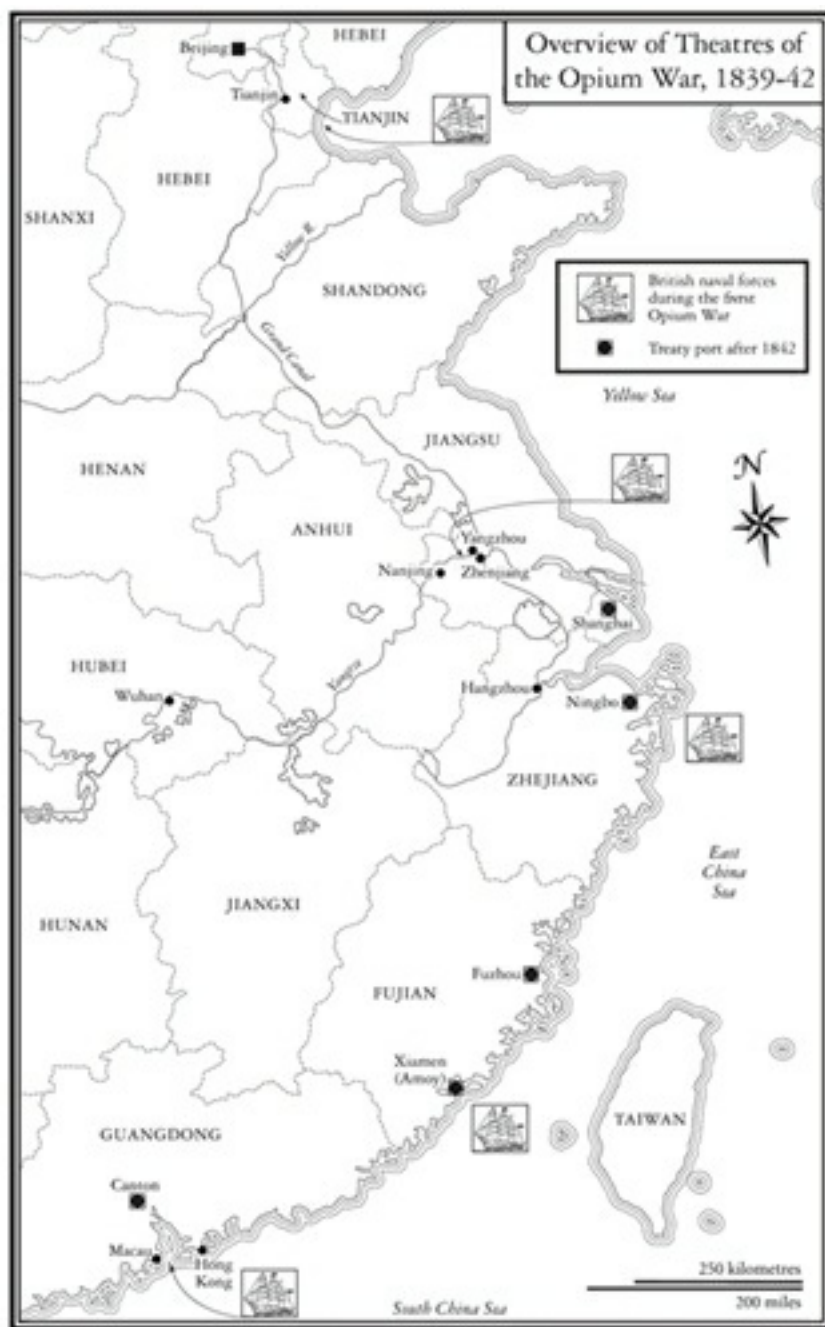 Overview of Theatres of
the Opium War, 1839-42
HEBEI
Beijing
Tianjin
TIANJIN
HEBEI
SHANXI
Yellow R.
SHANDONG
British naval forces
during the first
Opium War
Treaty port after 1842
Grand Canal
Yellow Sea
JIANGSU
HENAN
N
ANHUI
Yangzhou
Nanjing
Zhenjiang
Shanghai
HUBEI
Yangtze
Wuhan
Hangzhou
Ningbo
ZHEJIANG
East
China
Sea
JIANGXI
HUNAN
Fuzhou
FUJIAN
Xiamen
(Amoy)
TAIWAN
GUANGDONG
Canton
Macau
Hong
Kong
250 kilometres
200 miles
South China Sea